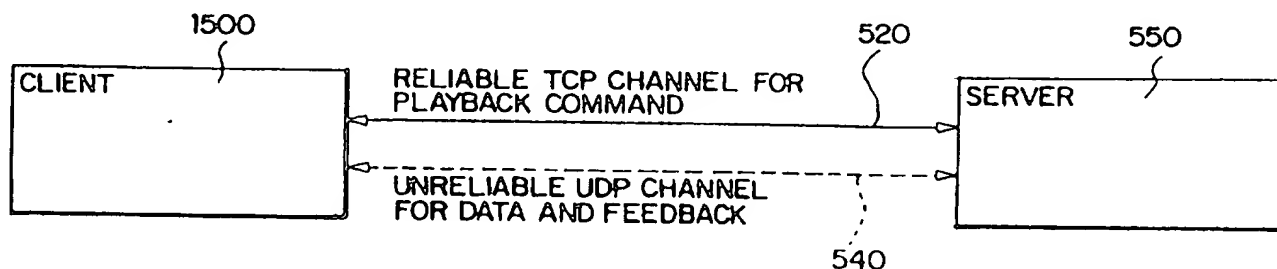 1500
520
550
CLIENT
RELIABLE TCP CHANNEL FOR
PLAYBACK COMMAND
SERVER
UNRELIABLE UDP CHANNEL
FOR DATA AND FEEDBACK
540